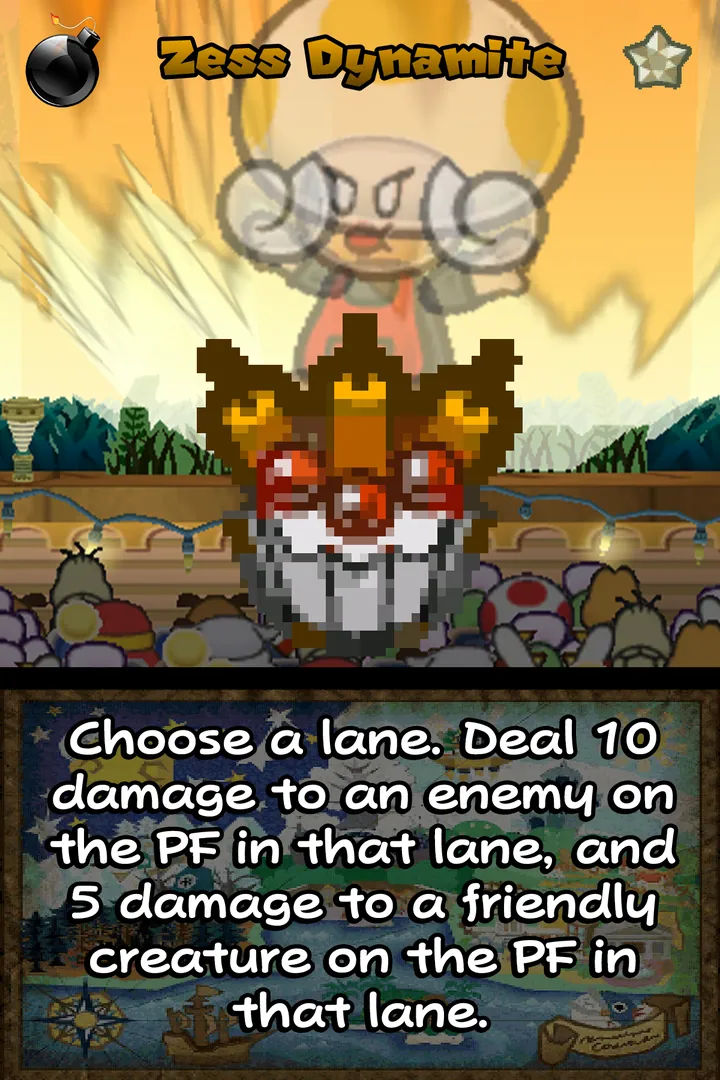 Zess Dynamite
Choose a lane. Deal 10
damage to an enemy on
the PF in that lane, and
5 damage to a friendly
creature on the PF in
that lane.